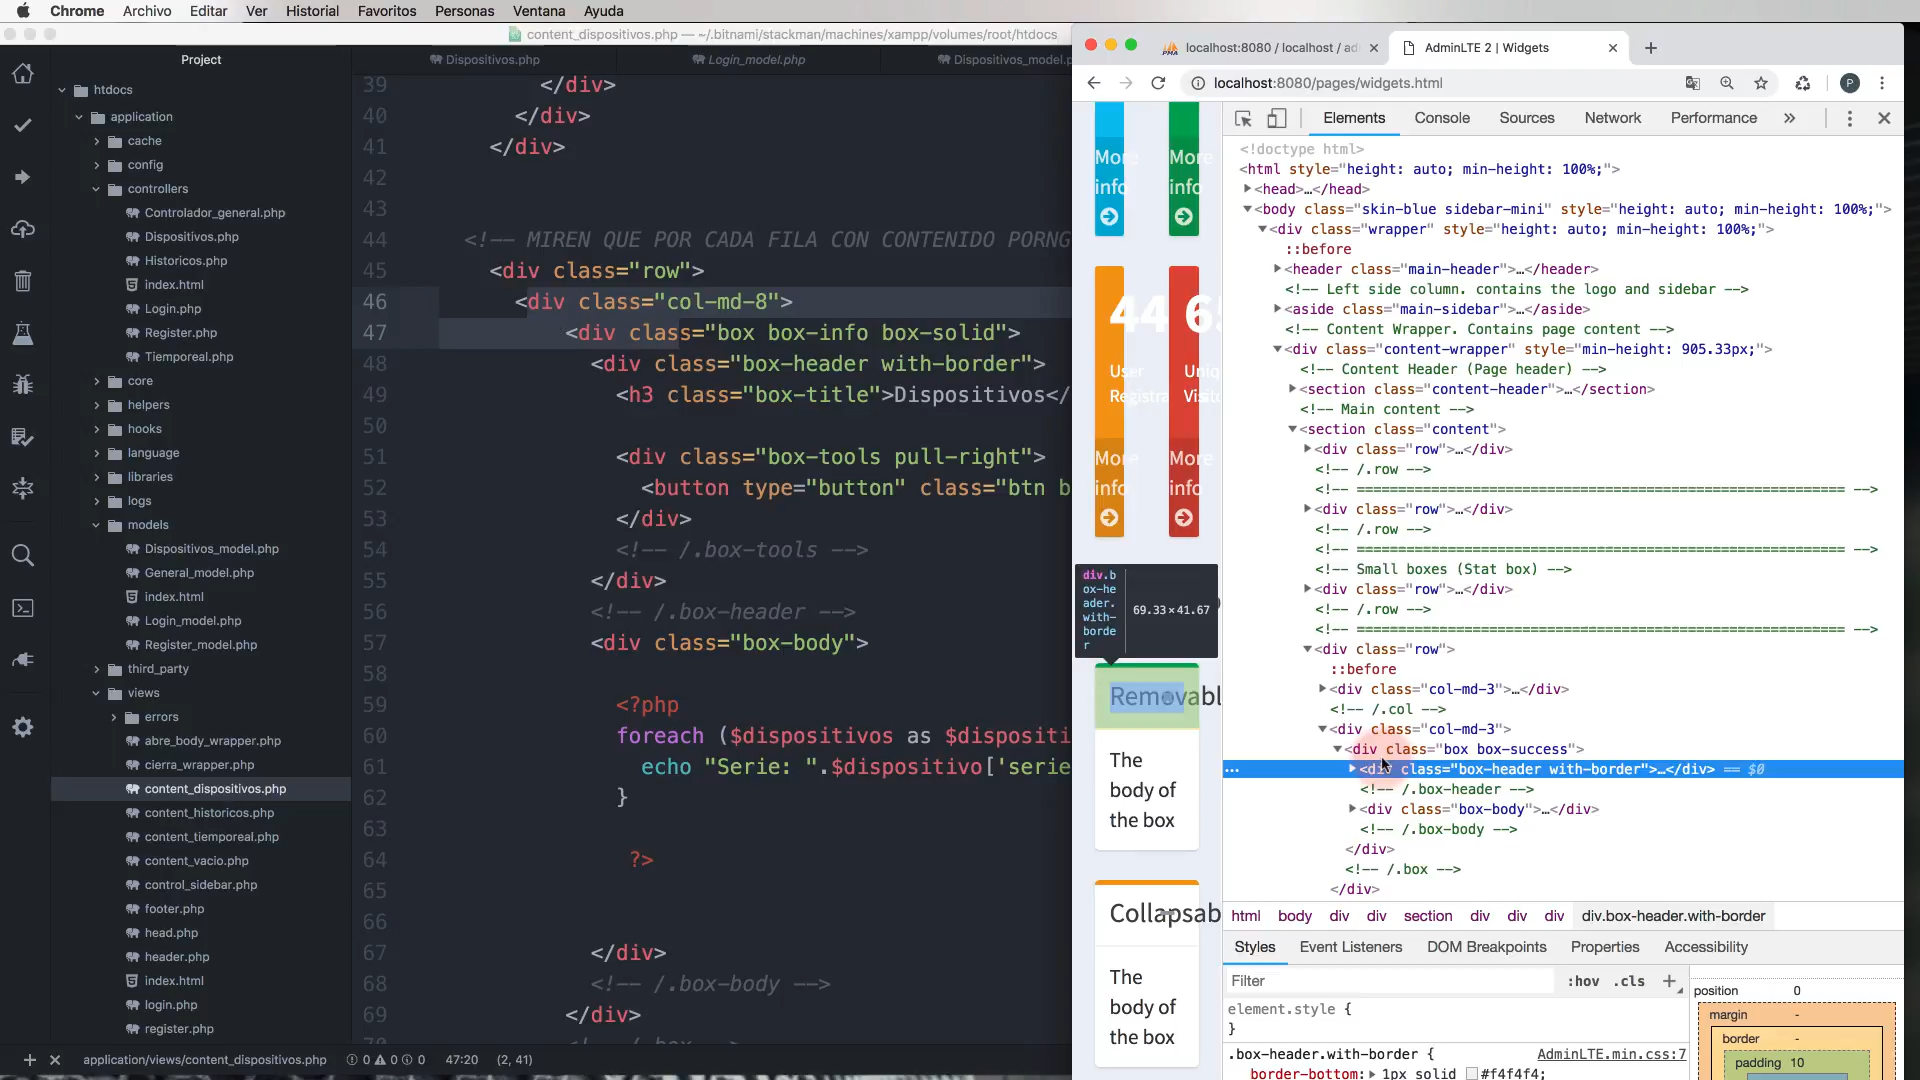 Chrome Archivo Editar Ver Historial Favoritos Personas Ventana Ayuda
content_dispositivos.php — ~/.bitnami/stackman/machines/xampp/volumes/root/htdocs
Project
Dispositivos.php
Login_model.php
Dispositivos_model.p
htdocs
application
cache
config
controllers
Controlador_general.php
Dispositivos.php
Historicos.php
index.html
Login.php
Register.php
Tiemporeal.php
core
helpers
hooks
language
libraries
logs
models
Dispositivos_model.php
General_model.php
index.html
Login_model.php
Register_model.php
third_party
views
errors
abre_body_wrapper.php
cierra_wrapper.php
content_dispositivos.php
content_historicos.php
content_tiemporeal.php
content_vacio.php
control_sidebar.php
footer.php
head.php
header.php
index.html
login.php
register.php
39 </div>
40 </div>
41 </div>
42
43
44 <!-- MIREN QUE POR CADA FILA CON CONTENIDO PORNG
45 <div class="row">
46 <div class="col-md-8">
47 <div class="box box-info box-solid">
48 <div class="box-header with-border">
49 <h3 class="box-title">Dispositivos</
50
51 <div class="box-tools pull-right">
52 <button type="button" class="btn b
53 </div>
54 <!-- /.box-tools -->
55 </div>
56 <!-- /.box-header -->
57 <div class="box-body">
58
59 <?php
60 foreach ($dispositivos as $dispositi
61 echo "Serie: ".$dispositivo['serie
62 }
63
64 ?>
65
66
67 </div>
68 <!-- /.box-body -->
69 </div>
application/views/content_dispositivos.php 0 0 0 47:20 (2, 41)
localhost:8080 / localhost / ad
AdminLTE 2 | Widgets
localhost:8080/pages/widgets.html
P
More info
More info
44
65
User Registra
Uniq Visito
More info
More info
div.box-header.with-border 69.33×41.67
Removabl
The body of the box
Collapsab
The body of the box
Elements Console Sources Network Performance »
<!doctype html>
<html style="height: auto; min-height: 100%;">
<head>…</head>
<body class="skin-blue sidebar-mini" style="height: auto; min-height: 100%;">
<div class="wrapper" style="height: auto; min-height: 100%;">
::before
<header class="main-header">…</header>
<!-- Left side column. contains the logo and sidebar -->
<aside class="main-sidebar">…</aside>
<!-- Content Wrapper. Contains page content -->
<div class="content-wrapper" style="min-height: 905.33px;">
<!-- Content Header (Page header) -->
<section class="content-header">…</section>
<!-- Main content -->
<section class="content">
<div class="row">…</div>
<!-- /.row -->
<!-- =========================================================== -->
<div class="row">…</div>
<!-- /.row -->
<!-- =========================================================== -->
<!-- Small boxes (Stat box) -->
<div class="row">…</div>
<!-- /.row -->
<!-- =========================================================== -->
<div class="row">
::before
<div class="col-md-3">…</div>
<!-- /.col -->
<div class="col-md-3">
<div class="box box-success">
… <div class="box-header with-border">…</div> == $0
<!-- /.box-header -->
<div class="box-body">…</div>
<!-- /.box-body -->
</div>
<!-- /.box -->
</div>
html body div div section div div div div.box-header.with-border
Styles Event Listeners DOM Breakpoints Properties Accessibility
Filter :hov .cls +
element.style {
}
.box-header.with-border { AdminLTE.min.css:7
border-bottom: 1px solid #f4f4f4;
position 0
margin -
border -
padding 10